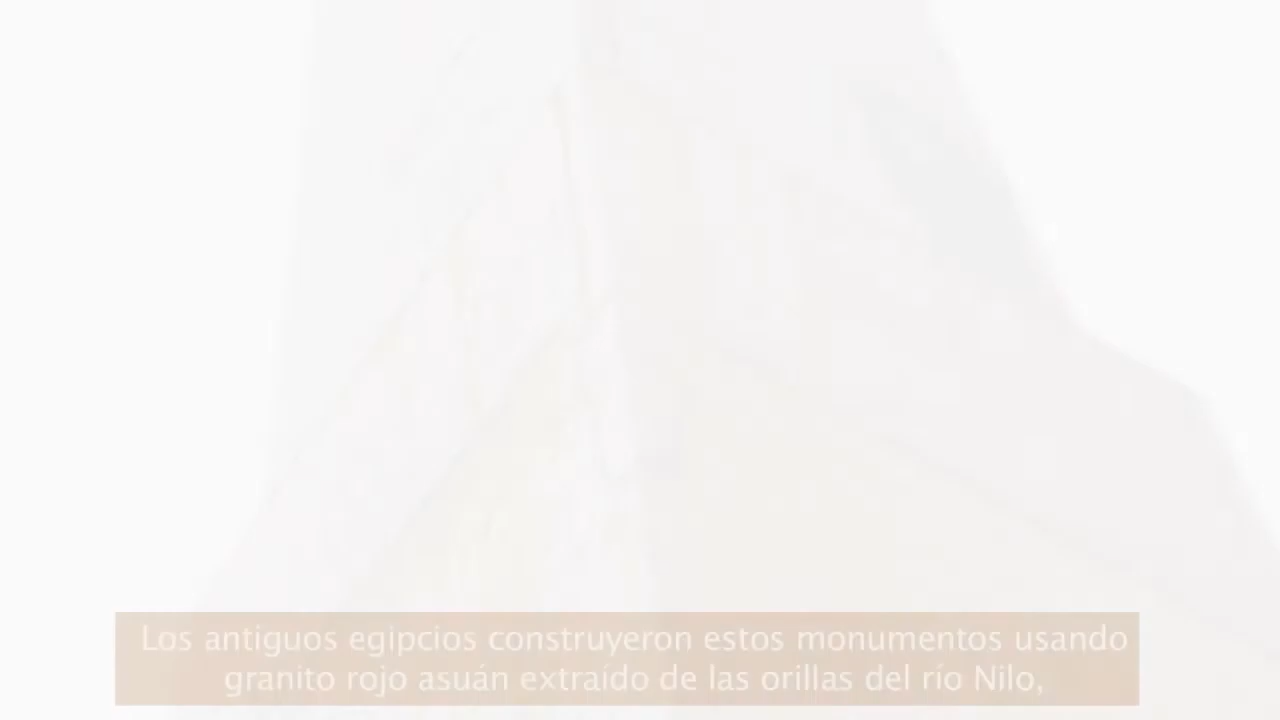 Los antiguos egipcios construyeron estos monumentos usando
granito rojo asuán extraído de las orillas del río Nilo,